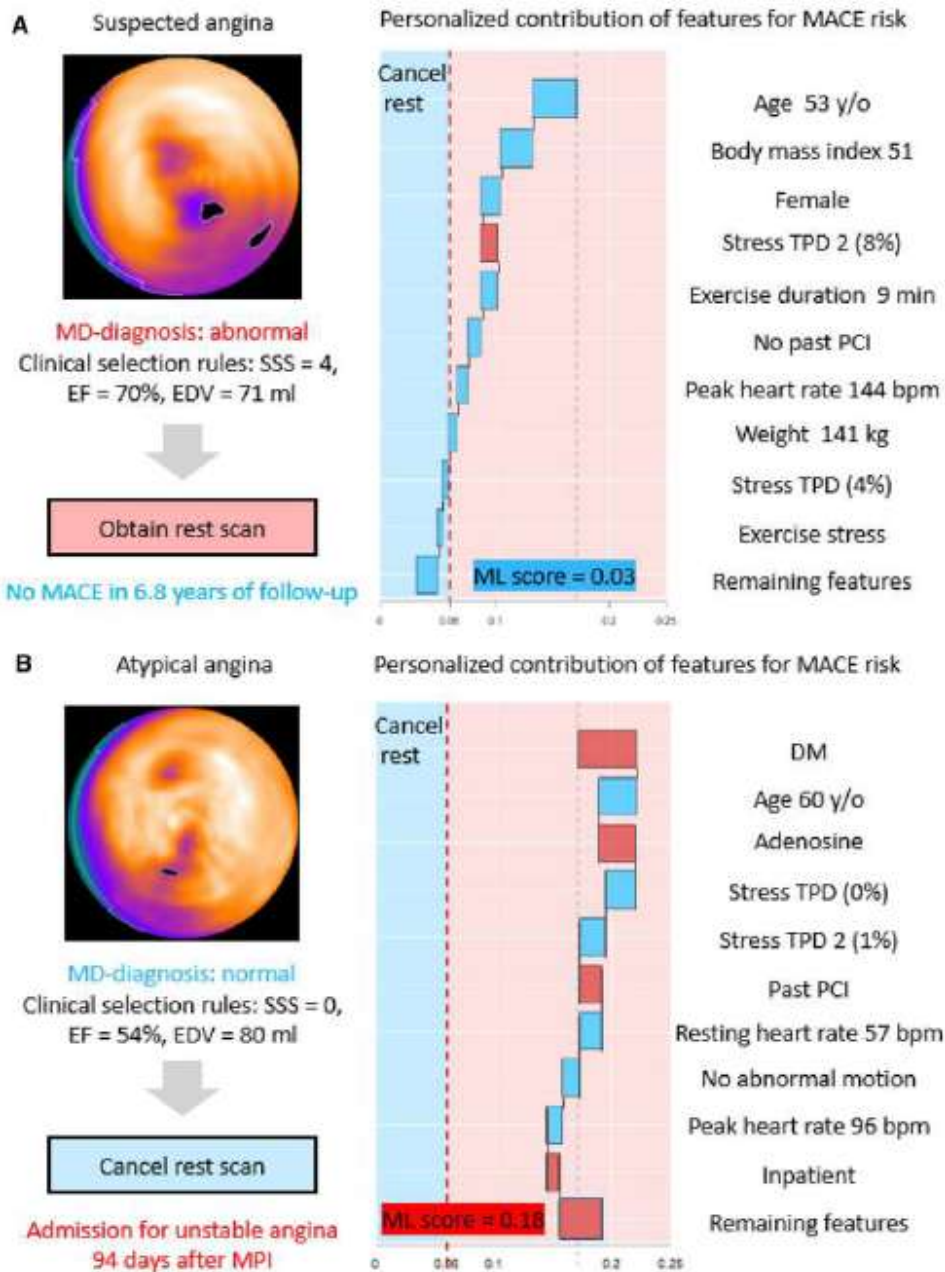 A
Suspected angina
MD-diagnosis: abnormal
Clinical selection rules: SSS = 4,
EF = 70%, EDV = 71 ml
Obtain rest scan
No MACE in 6.8 years of follow-up
Personalized contribution of features for MACE risk
Cancel
rest
Age 53 y/o
Body mass index 51
Female
Stress TPD 2 (8%)
Exercise duration 9 min
No past PCI
Peak heart rate 144 bpm
Weight 141 kg
Stress TPD (4%)
Exercise stress
Remaining features
ML score = 0.03
0 0.06 0.1 0.2 0.25
B
Atypical angina
MD-diagnosis: normal
Clinical selection rules: SSS = 0,
EF = 54%, EDV = 80 ml
Cancel rest scan
Admission for unstable angina
94 days after MPI
Personalized contribution of features for MACE risk
Cancel
rest
DM
Age 60 y/o
Adenosine
Stress TPD (0%)
Stress TPD 2 (1%)
Past PCI
Resting heart rate 57 bpm
No abnormal motion
Peak heart rate 96 bpm
Inpatient
Remaining features
ML score = 0.18
0 0.06 0.1 0.2 0.25